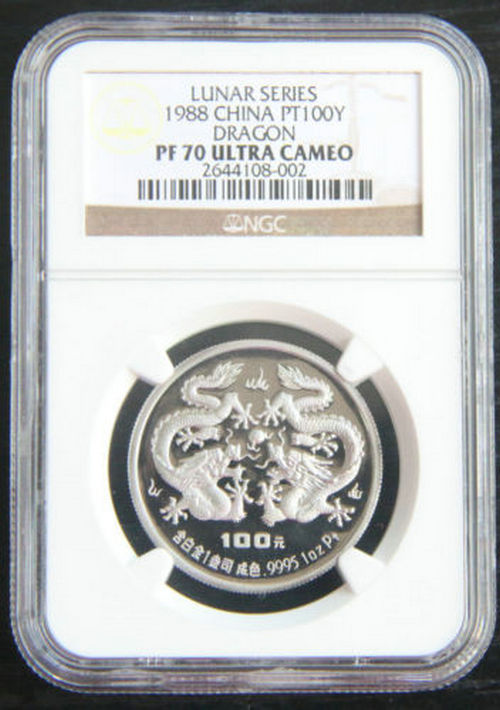 LUNAR SERIES
1988 CHINA PT100Y
DRAGON
PF 70 ULTRA CAMEO
2644108-002
NGC
100元
含白金1盎司 成色.9995 1oz Pt